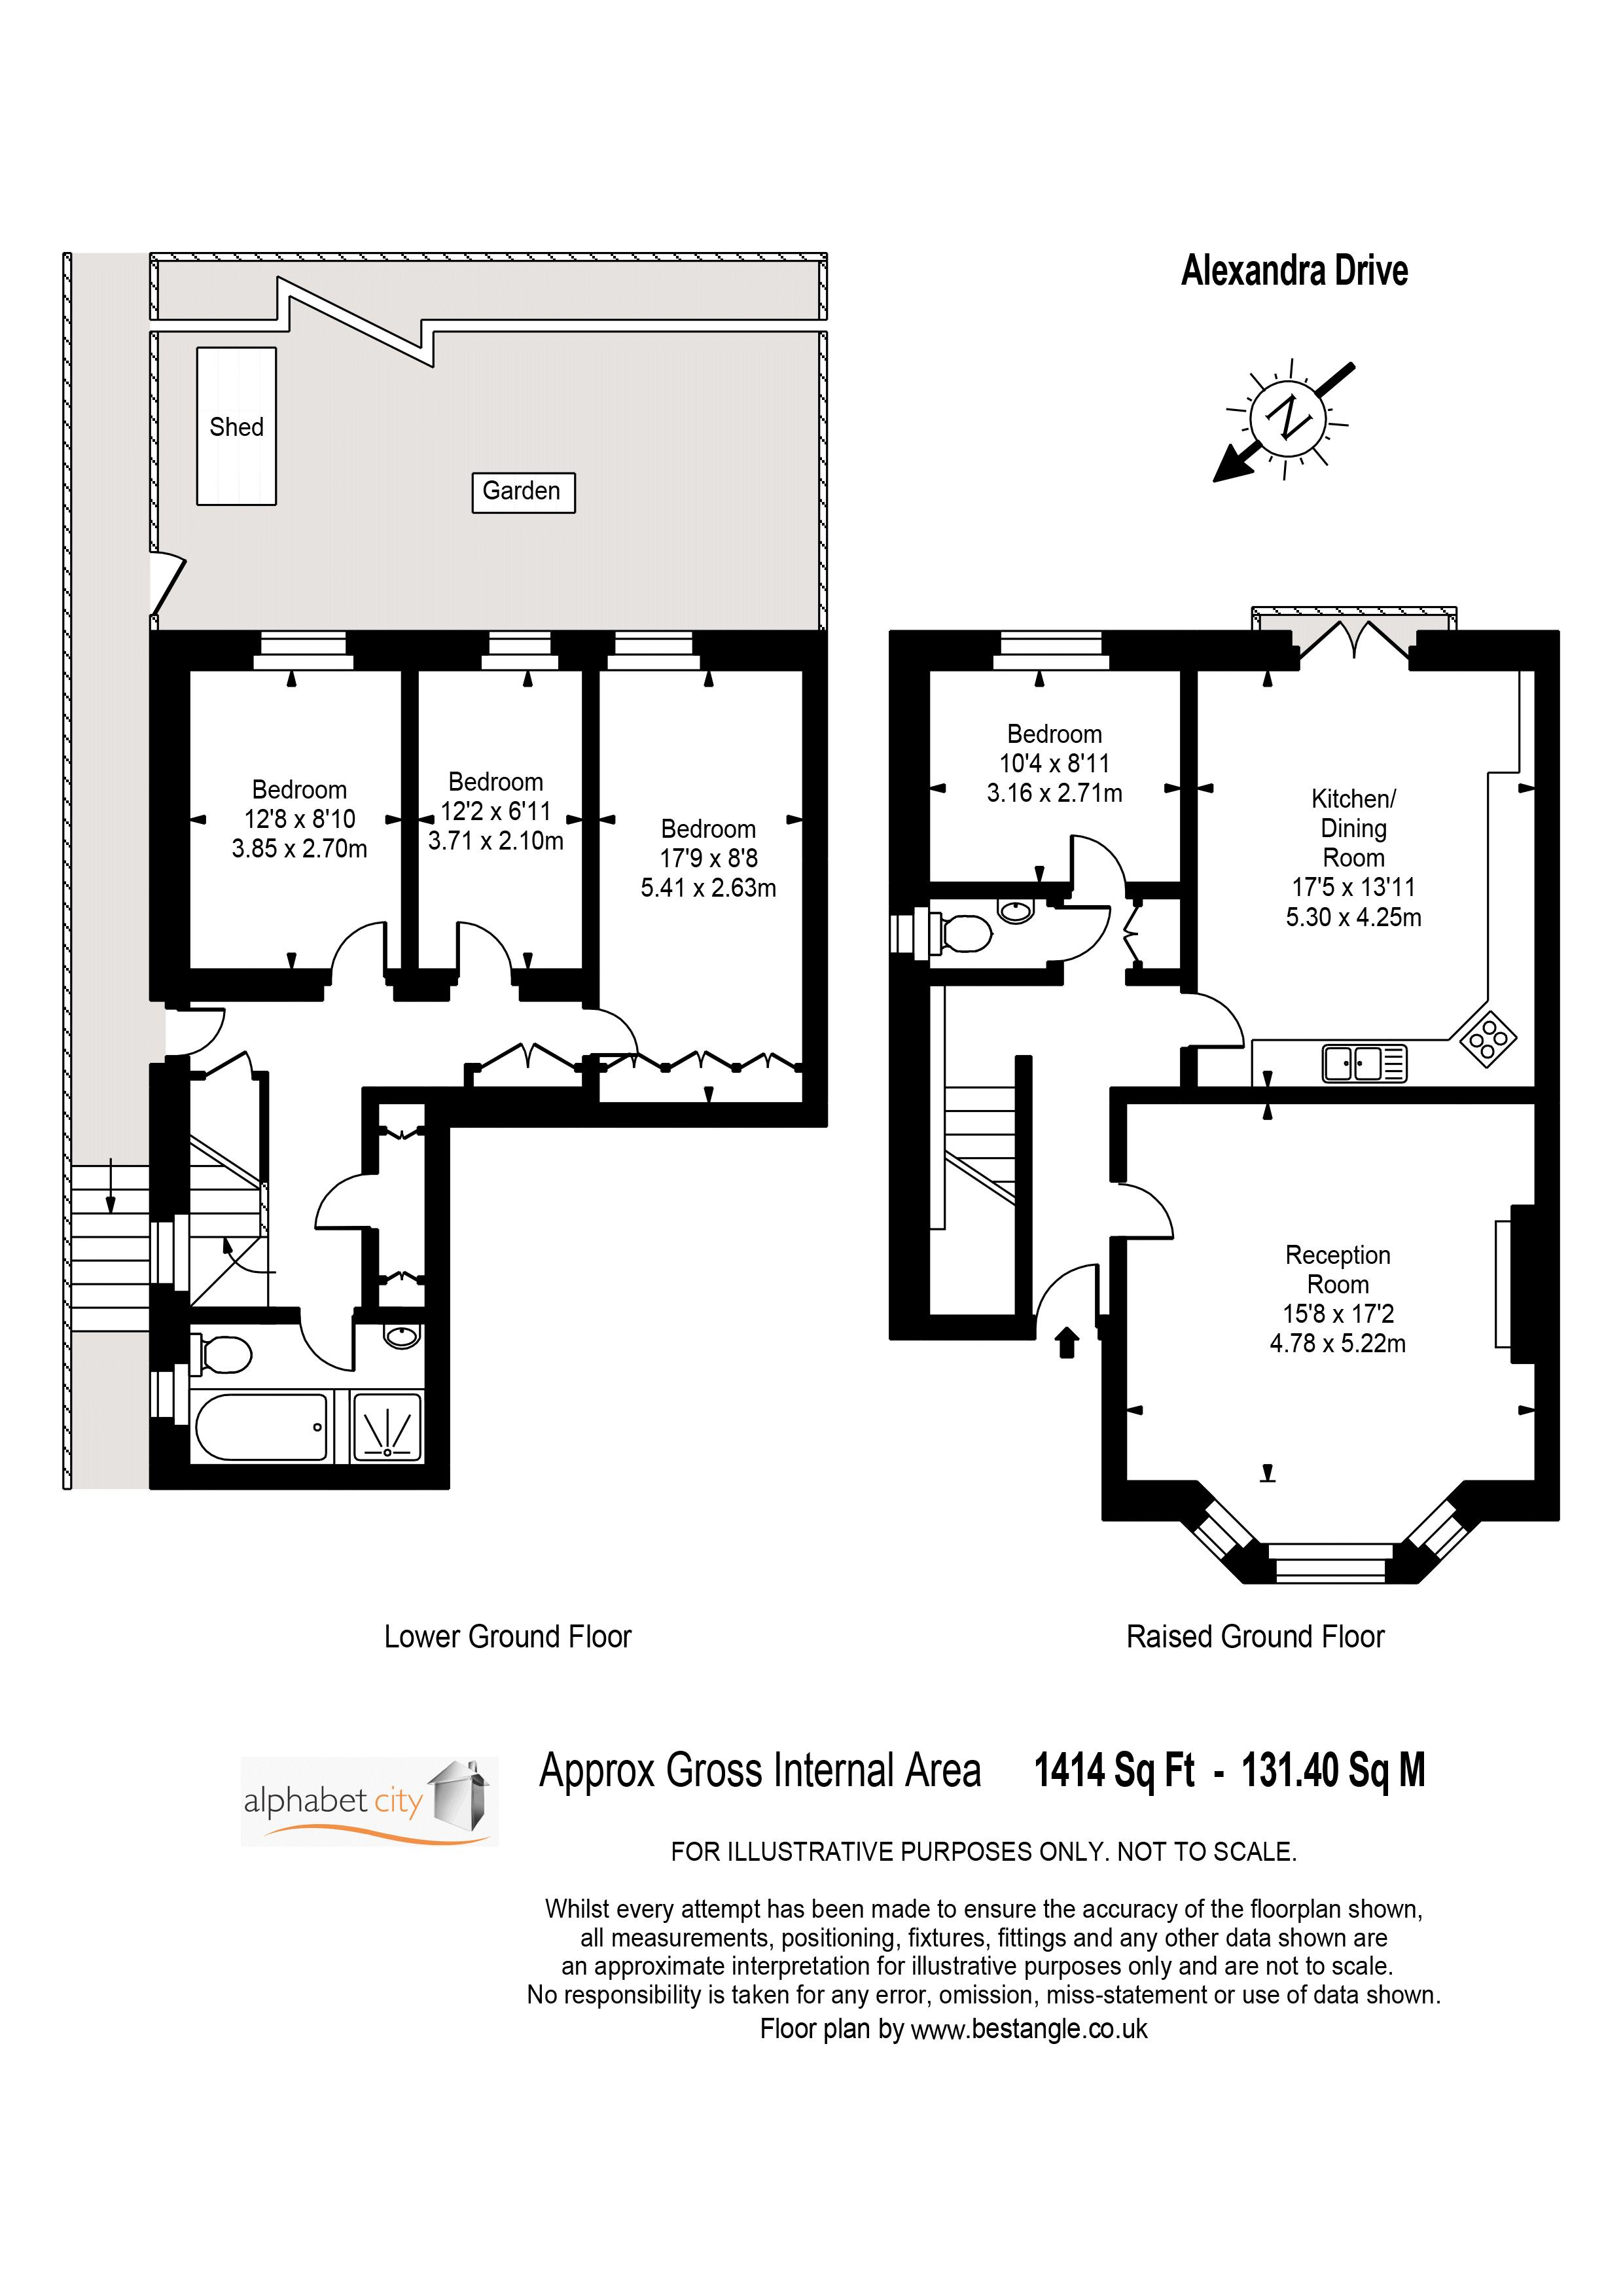 Alexandra Drive
N
Shed
Garden
Bedroom
12'8 x 8'10
3.85 x 2.70m
Bedroom
12'2 x 6'11
3.71 x 2.10m
Bedroom
17'9 x 8'8
5.41 x 2.63m
Bedroom
10'4 x 8'11
3.16 x 2.71m
Kitchen/
Dining
Room
17'5 x 13'11
5.30 x 4.25m
Reception
Room
15'8 x 17'2
4.78 x 5.22m
Lower Ground Floor
Raised Ground Floor
alphabet city
Approx Gross Internal Area 1414 Sq Ft - 131.40 Sq M
FOR ILLUSTRATIVE PURPOSES ONLY. NOT TO SCALE.
Whilst every attempt has been made to ensure the accuracy of the floorplan shown,
all measurements, positioning, fixtures, fittings and any other data shown are
an approximate interpretation for illustrative purposes only and are not to scale.
No responsibility is taken for any error, omission, miss-statement or use of data shown.
Floor plan by www.bestangle.co.uk